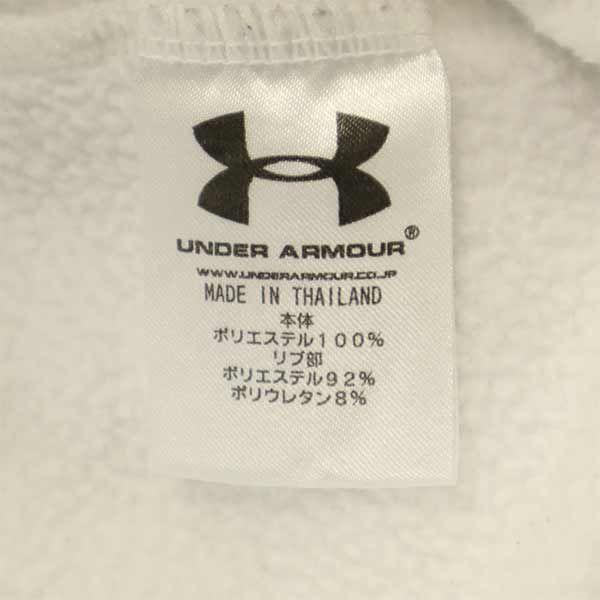 UNDER ARMOUR®
WWW.UNDERARMOUR.CO.JP
MADE IN THAILAND
本体
ポリエステル100%
リブ部
ポリエステル92%
ポリウレタン8%